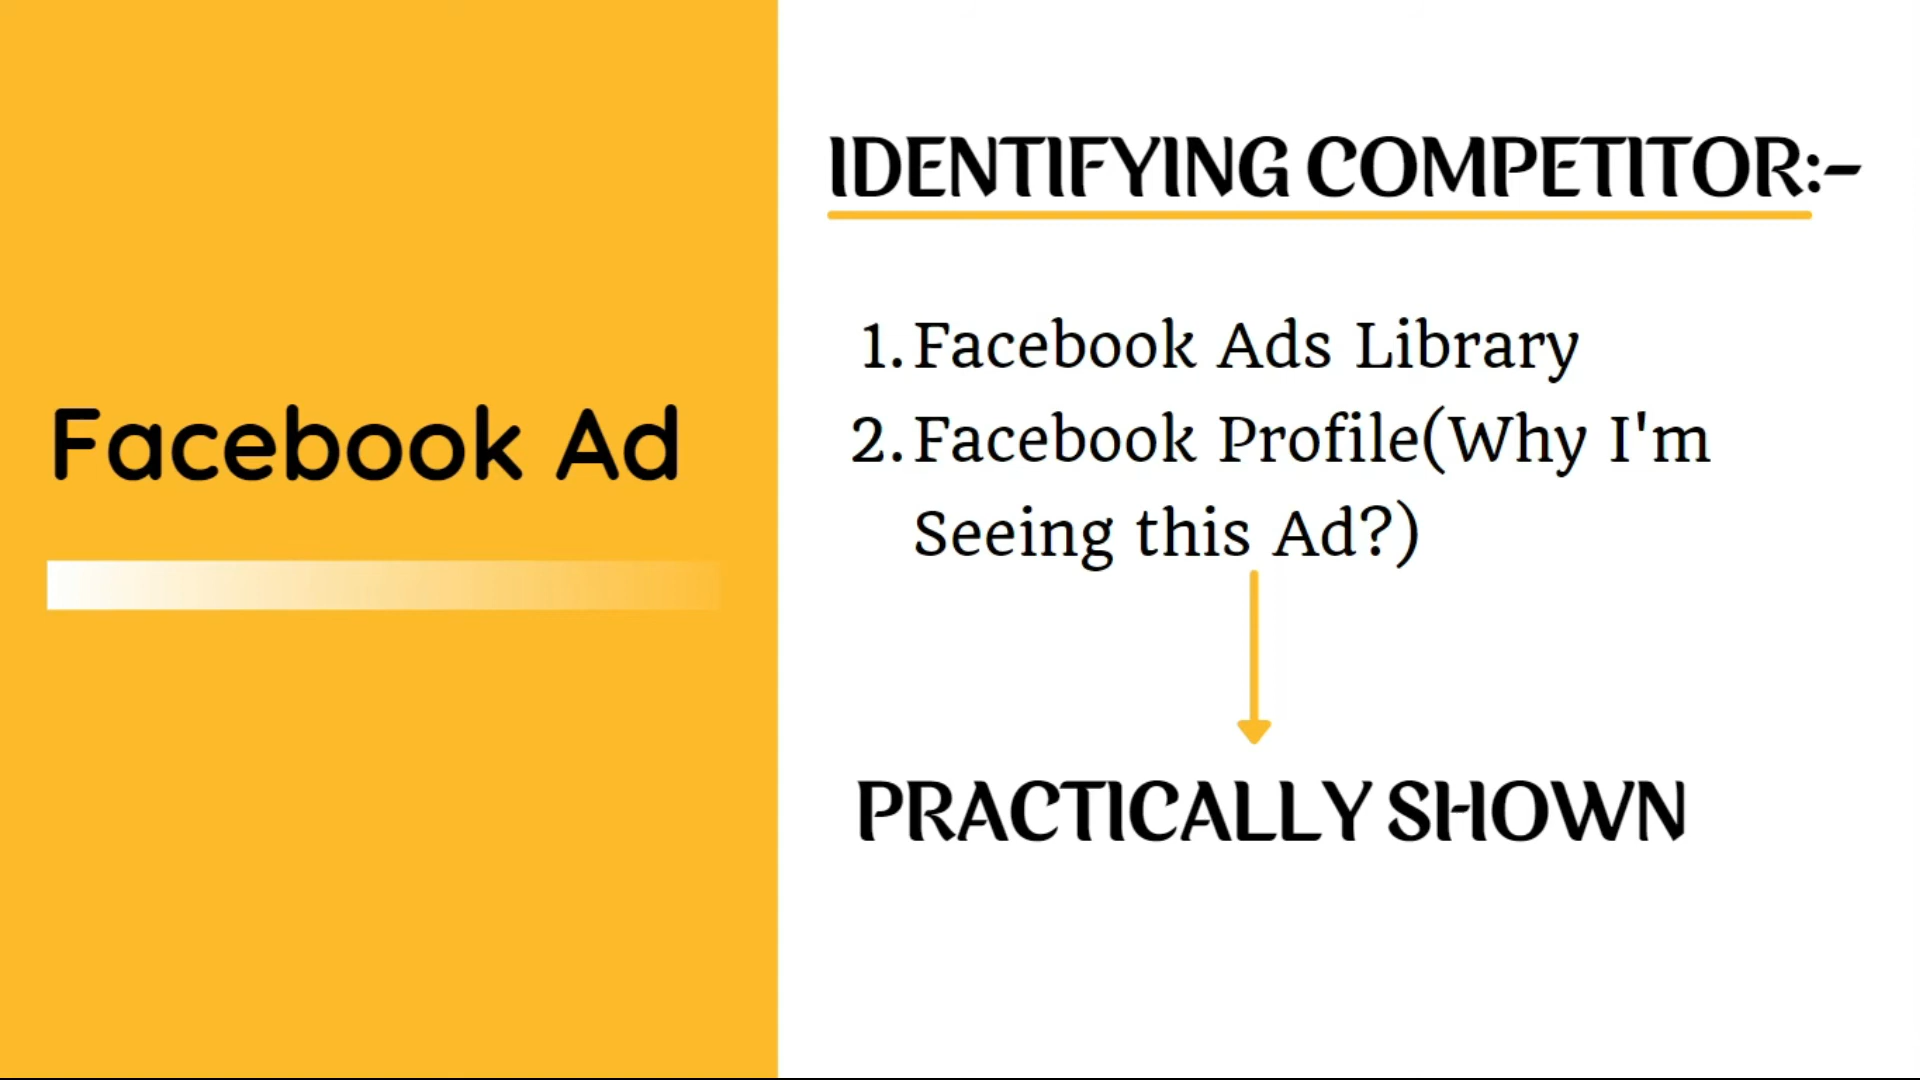 Facebook Ad
IDENTIFYING COMPETITOR:-
1. Facebook Ads Library
2. Facebook Profile(Why I'm
Seeing this Ad?)
PRACTICALLY SHOWN